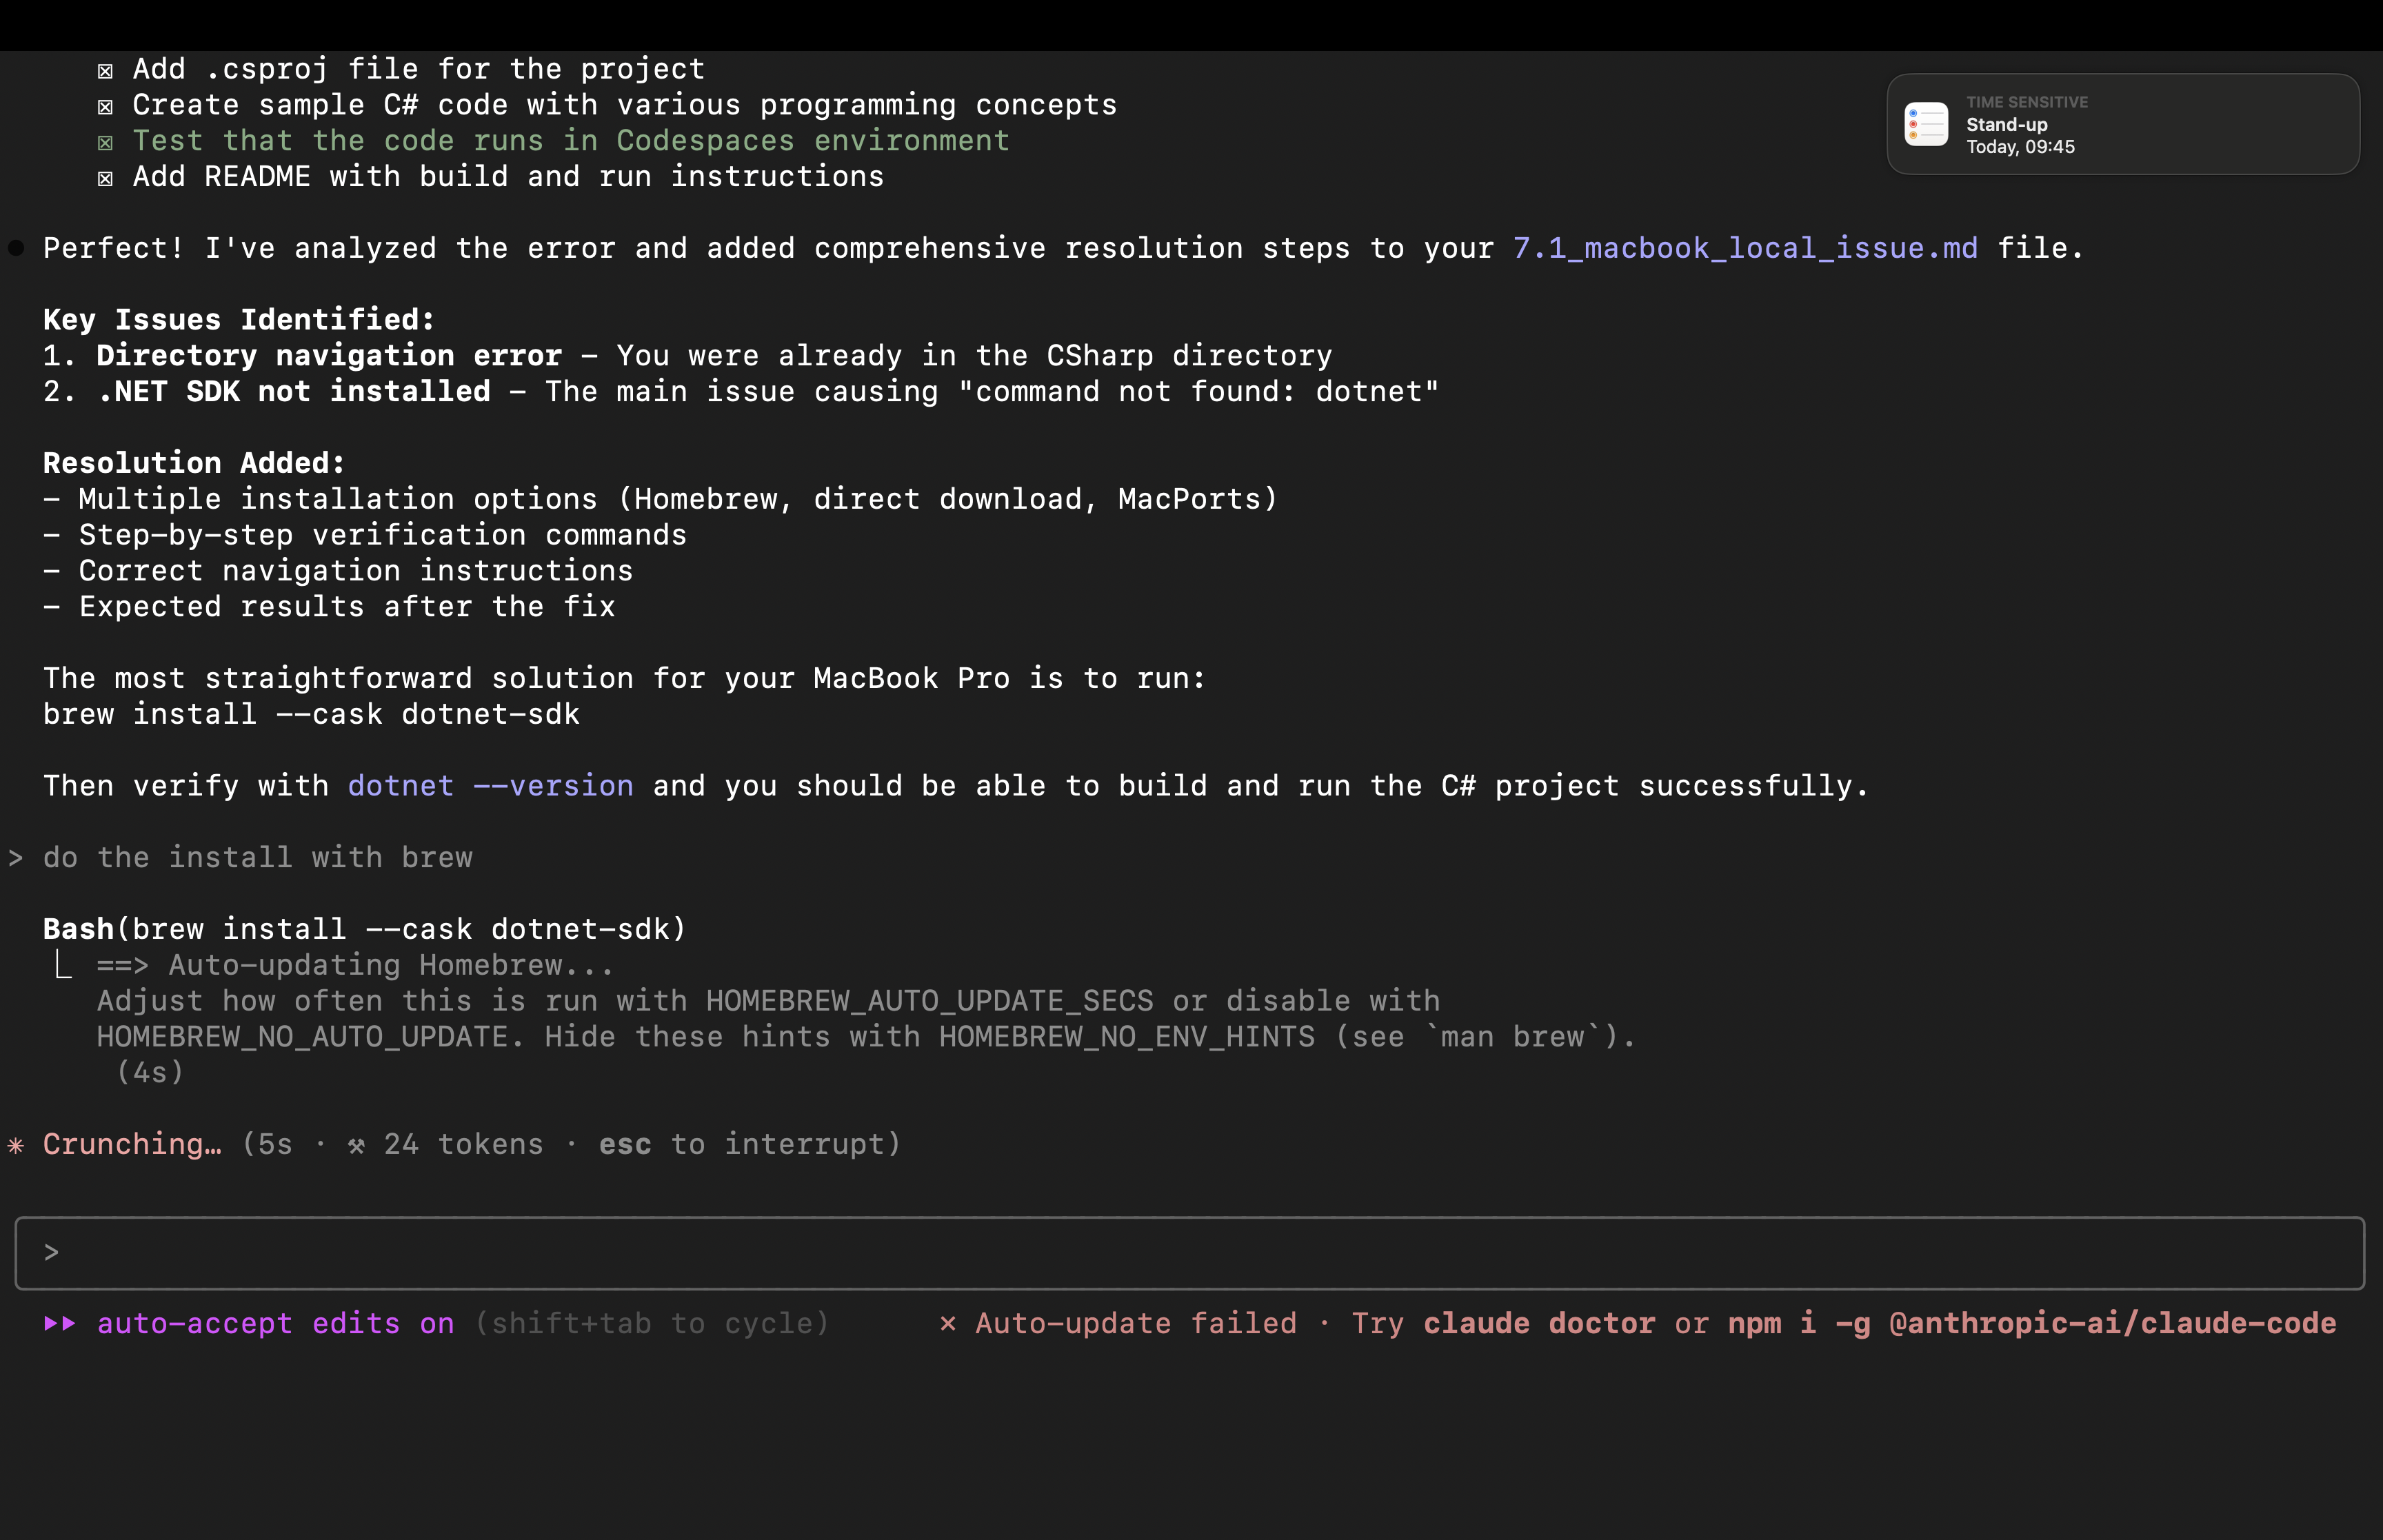 ☒ Add .csproj file for the project
☒ Create sample C# code with various programming concepts
☒ Test that the code runs in Codespaces environment
☒ Add README with build and run instructions
TIME SENSITIVE
Stand-up
Today, 09:45
● Perfect! I've analyzed the error and added comprehensive resolution steps to your 7.1_macbook_local_issue.md file.
Key Issues Identified:
1. Directory navigation error – You were already in the CSharp directory
2. .NET SDK not installed – The main issue causing "command not found: dotnet"
Resolution Added:
– Multiple installation options (Homebrew, direct download, MacPorts)
– Step-by-step verification commands
– Correct navigation instructions
– Expected results after the fix
The most straightforward solution for your MacBook Pro is to run:
brew install --cask dotnet-sdk
Then verify with dotnet --version and you should be able to build and run the C# project successfully.
> do the install with brew
Bash(brew install --cask dotnet-sdk)
⎿ ==> Auto-updating Homebrew...
Adjust how often this is run with HOMEBREW_AUTO_UPDATE_SECS or disable with
HOMEBREW_NO_AUTO_UPDATE. Hide these hints with HOMEBREW_NO_ENV_HINTS (see `man brew`).
(4s)
✳ Crunching… (5s · ⚒ 24 tokens · esc to interrupt)
>
⏵⏵ auto-accept edits on (shift+tab to cycle)
✗ Auto-update failed · Try claude doctor or npm i -g @anthropic-ai/claude-code